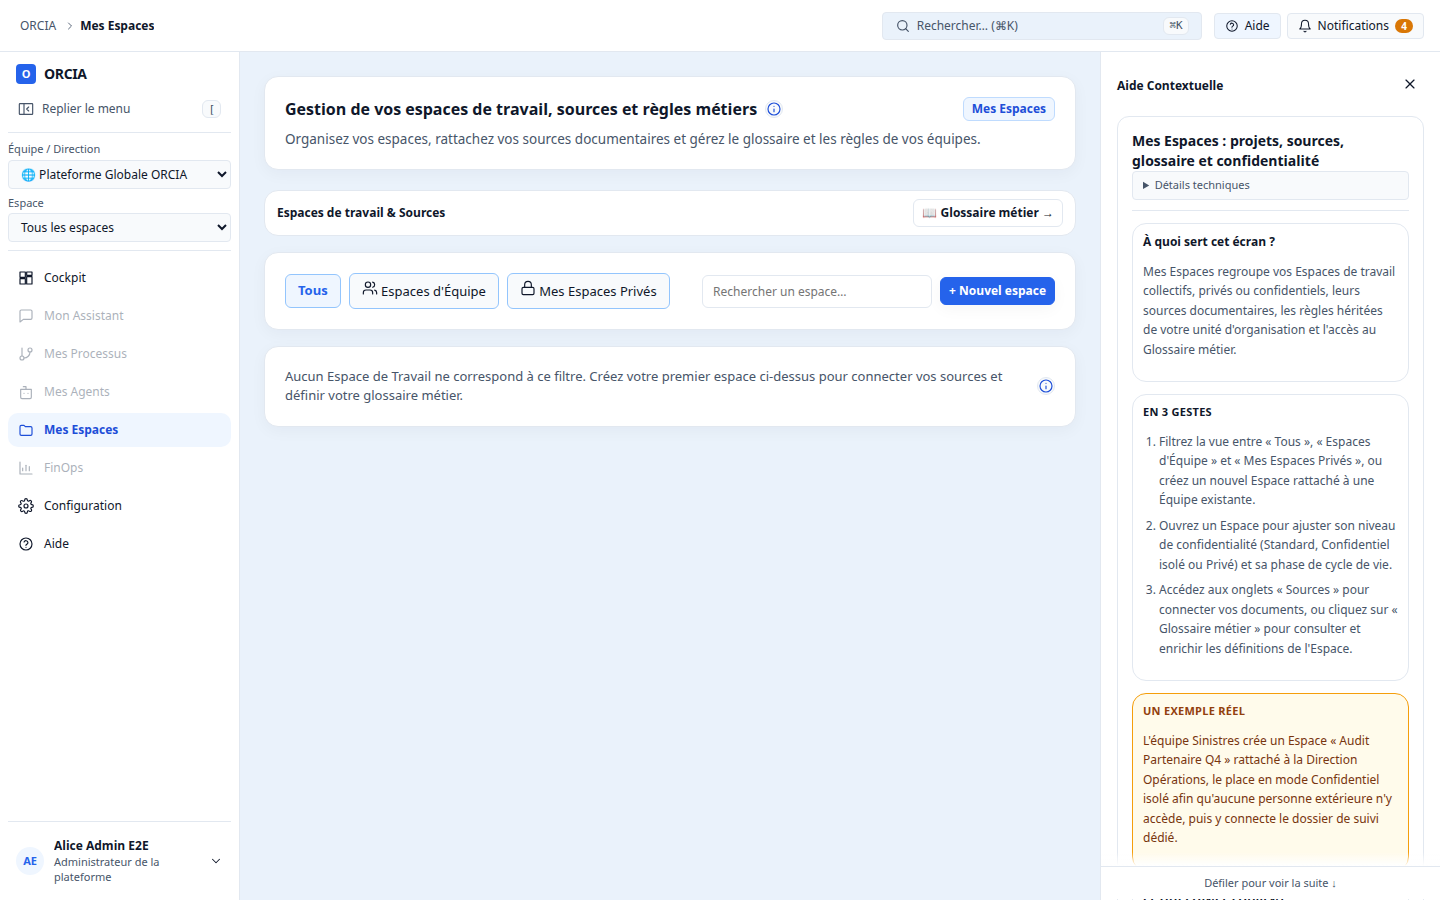 ORCIA > Mes Espaces
Rechercher... (⌘K) ⌘K
Aide
Notifications 4
O ORCIA
Replier le menu [
Équipe / Direction
🌐 Plateforme Globale ORCIA
Espace
Tous les espaces
Cockpit
Mon Assistant
Mes Processus
Mes Agents
Mes Espaces
FinOps
Configuration
Aide
AE
Alice Admin E2E
Administrateur de la
plateforme
Gestion de vos espaces de travail, sources et règles métiers
Mes Espaces
Organisez vos espaces, rattachez vos sources documentaires et gérez le glossaire et les règles de vos équipes.
Espaces de travail & Sources
📖 Glossaire métier →
Tous
Espaces d'Équipe
Mes Espaces Privés
Rechercher un espace...
+ Nouvel espace
Aucun Espace de Travail ne correspond à ce filtre. Créez votre premier espace ci-dessus pour connecter vos sources et
définir votre glossaire métier.
Aide Contextuelle
Mes Espaces : projets, sources,
glossaire et confidentialité
▶ Détails techniques
À quoi sert cet écran ?
Mes Espaces regroupe vos Espaces de travail
collectifs, privés ou confidentiels, leurs
sources documentaires, les règles héritées
de votre unité d'organisation et l'accès au
Glossaire métier.
EN 3 GESTES
1. Filtrez la vue entre « Tous », « Espaces
d'Équipe » et « Mes Espaces Privés », ou
créez un nouvel Espace rattaché à une
Équipe existante.
2. Ouvrez un Espace pour ajuster son niveau
de confidentialité (Standard, Confidentiel
isolé ou Privé) et sa phase de cycle de vie.
3. Accédez aux onglets « Sources » pour
connecter vos documents, ou cliquez sur «
Glossaire métier » pour consulter et
enrichir les définitions de l'Espace.
UN EXEMPLE RÉEL
L'équipe Sinistres crée un Espace « Audit
Partenaire Q4 » rattaché à la Direction
Opérations, le place en mode Confidentiel
isolé afin qu'aucune personne extérieure n'y
accède, puis y connecte le dossier de suivi
dédié.
Défiler pour voir la suite ↓